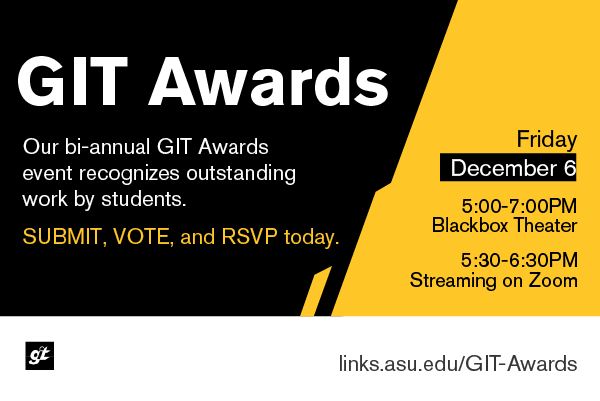 GIT Awards
Our bi-annual GIT Awards
event recognizes outstanding
work by students.
SUBMIT, VOTE, and RSVP today.
Friday
December 6
5:00-7:00PM
Blackbox Theater
5:30-6:30PM
Streaming on Zoom
git
links.asu.edu/GIT-Awards